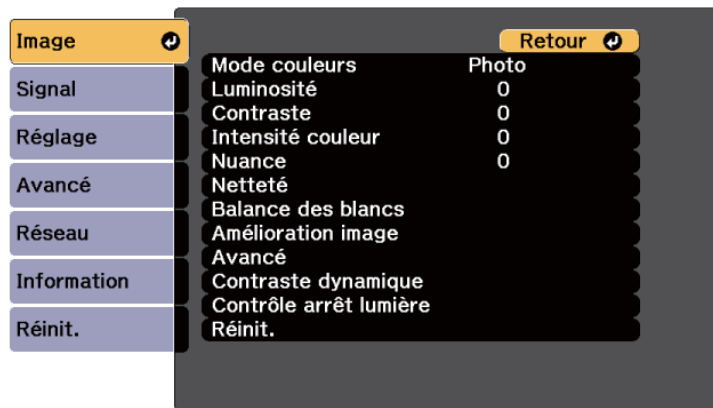 Image
Signal
Réglage
Avancé
Réseau
Information
Réinit.
Retour
Mode couleurs Photo
Luminosité 0
Contraste 0
Intensité couleur 0
Nuance 0
Netteté
Balance des blancs
Amélioration image
Avancé
Contraste dynamique
Contrôle arrêt lumière
Réinit.